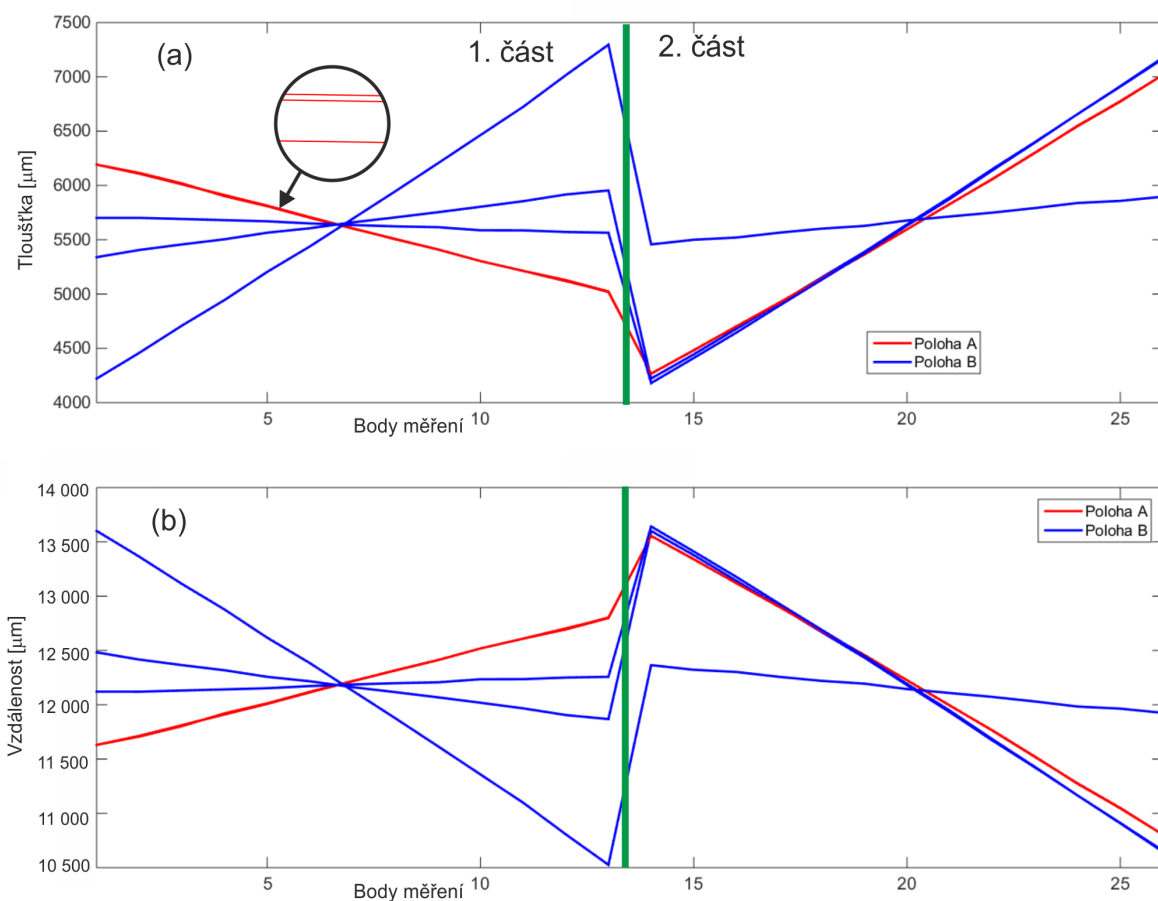 (a)
1. část
2. část
Tloušťka [µm]
7500
7000
6500
6000
5500
5000
4500
4000
Poloha A
Poloha B
5
10
15
20
25
Body měření
(b)
Vzdálenost [µm]
14 000
13 500
13 000
12 500
12 000
11 500
11 000
10 500
Poloha A
Poloha B
5
10
15
20
25
Body měření